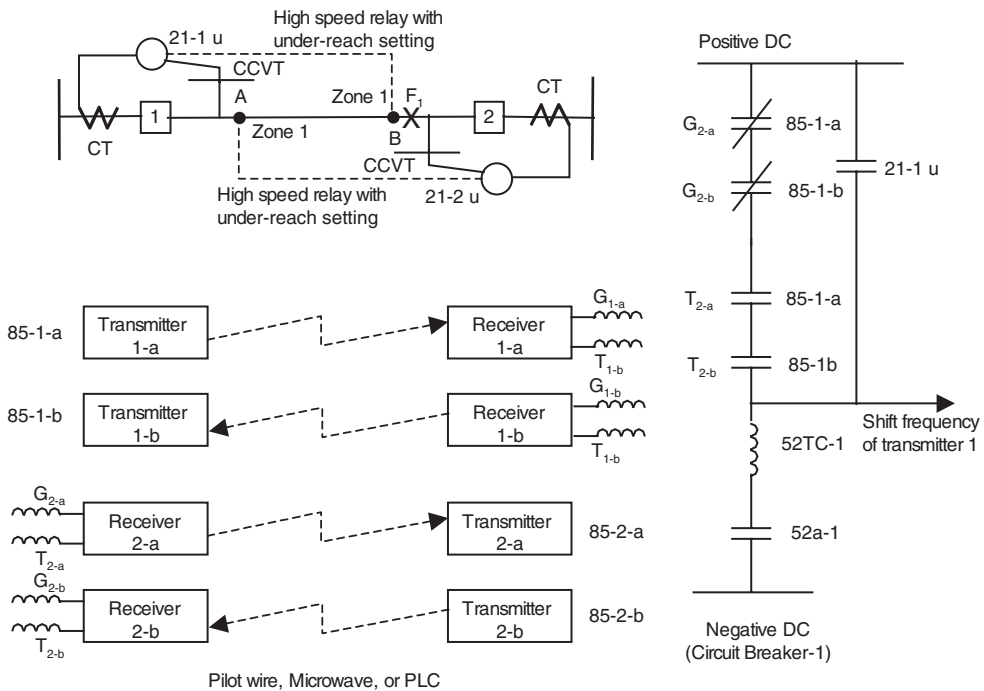 High speed relay with
under-reach setting
21-1 u
CCVT
A
Zone 1
F1
CT
1
2
Zone 1
B
CT
CCVT
High speed relay with
under-reach setting
21-2 u
85-1-a
Transmitter
1-a
Receiver
1-a
G1-a
T1-b
85-1-b
Transmitter
1-b
Receiver
1-b
G1-b
T1-b
G2-a
T2-a
Receiver
2-a
Transmitter
2-a
85-2-a
G2-b
T2-b
Receiver
2-b
Transmitter
2-b
85-2-b
Pilot wire, Microwave, or PLC
Positive DC
G2-a
85-1-a
G2-b
85-1-b
21-1 u
T2-a
85-1-a
T2-b
85-1b
Shift frequency
of transmitter 1
52TC-1
52a-1
Negative DC
(Circuit Breaker-1)